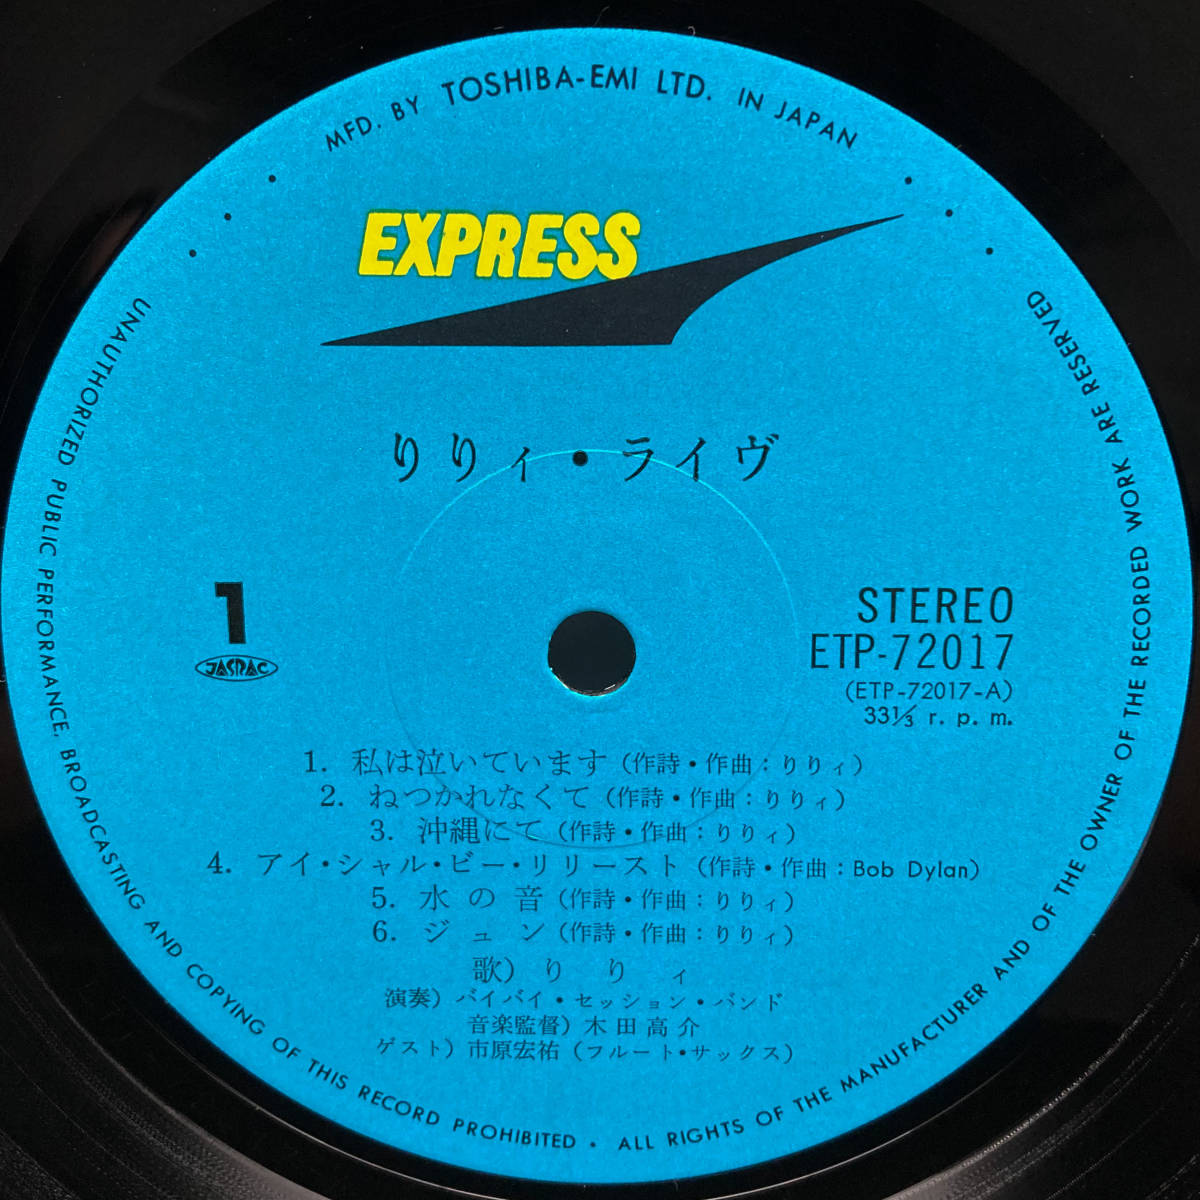 MFD. BY TOSHIBA-EMI LTD. IN JAPAN
EXPRESS
りりィ・ライヴ
1
JASRAC
STEREO
ETP-72017
(ETP-72017-A)
33⅓ r. p. m.
1. 私は泣いています (作詩・作曲：りりィ)
2. ねつかれなくて (作詩・作曲：りりィ)
3. 沖縄にて (作詩・作曲：りりィ)
4. アイ・シャル・ビー・リリースト (作詩・作曲：Bob Dylan)
5. 水の音 (作詩・作曲：りりィ)
6. ジュン (作詩・作曲：りりィ)
歌) りりィ
演奏) バイバイ・セッション・バンド
音楽監督) 木田高介
ゲスト) 市原宏祐 (フルート・サックス)
UNAUTHORIZED PUBLIC PERFORMANCE, BROADCASTING AND COPYING OF THIS RECORD PROHIBITED • ALL RIGHTS OF THE MANUFACTURER AND OF THE OWNER OF THE RECORDED WORK ARE RESERVED